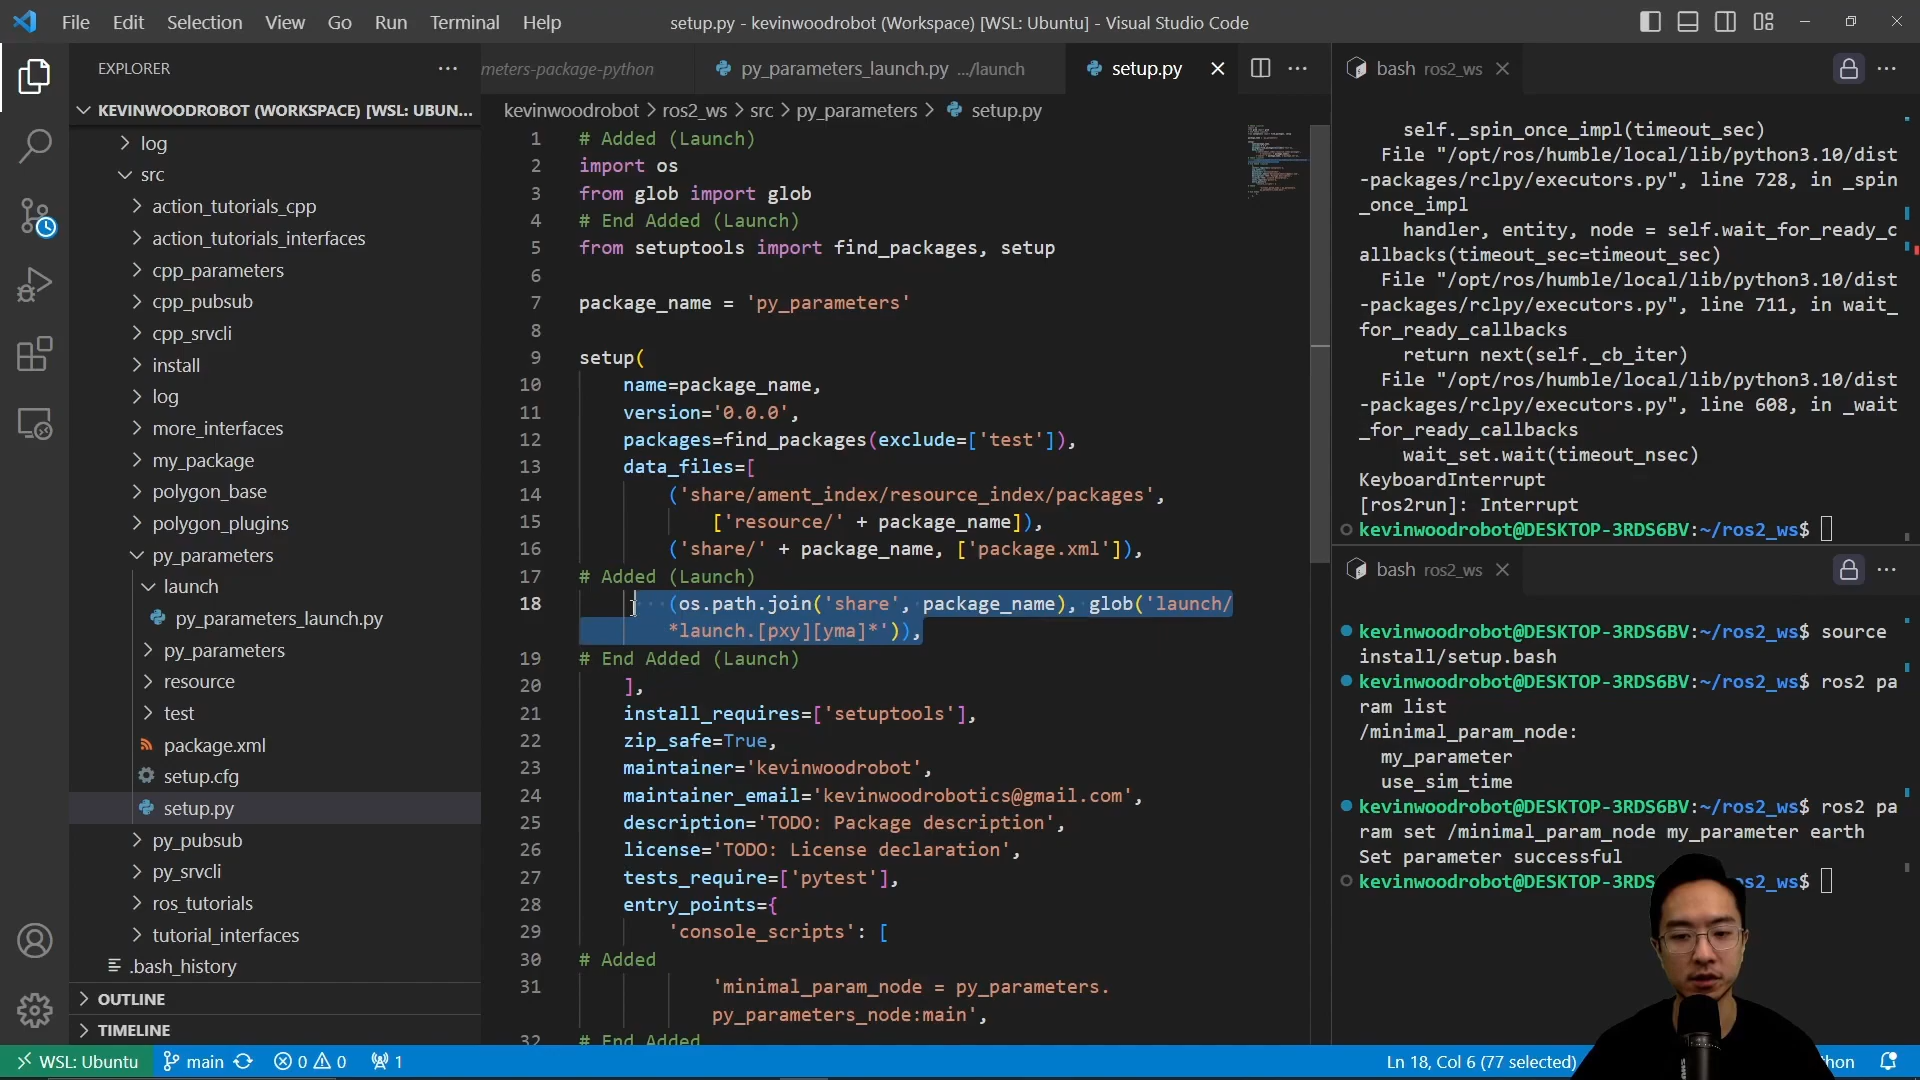 File Edit Selection View Go Run Terminal Help
setup.py - kevinwoodrobot (Workspace) [WSL: Ubuntu] - Visual Studio Code
EXPLORER
KEVINWOODROBOT (WORKSPACE) [WSL: UBUN...
log
src
action_tutorials_cpp
action_tutorials_interfaces
cpp_parameters
cpp_pubsub
cpp_srvcli
install
log
more_interfaces
my_package
polygon_base
polygon_plugins
py_parameters
launch
py_parameters_launch.py
py_parameters
resource
test
package.xml
setup.cfg
setup.py
py_pubsub
py_srvcli
ros_tutorials
tutorial_interfaces
.bash_history
OUTLINE
TIMELINE
meters-package-python
py_parameters_launch.py .../launch
setup.py
kevinwoodrobot > ros2_ws > src > py_parameters > setup.py
1 # Added (Launch)
2 import os
3 from glob import glob
4 # End Added (Launch)
5 from setuptools import find_packages, setup
6
7 package_name = 'py_parameters'
8
9 setup(
10 name=package_name,
11 version='0.0.0',
12 packages=find_packages(exclude=['test']),
13 data_files=[
14 ('share/ament_index/resource_index/packages',
15 ['resource/' + package_name]),
16 ('share/' + package_name, ['package.xml']),
17 # Added (Launch)
18 (os.path.join('share', package_name), glob('launch/
*launch.[pxy][yma]*')),
19 # End Added (Launch)
20 ],
21 install_requires=['setuptools'],
22 zip_safe=True,
23 maintainer='kevinwoodrobot',
24 maintainer_email='kevinwoodrobotics@gmail.com',
25 description='TODO: Package description',
26 license='TODO: License declaration',
27 tests_require=['pytest'],
28 entry_points={
29 'console_scripts': [
30 # Added
31 'minimal_param_node = py_parameters.
py_parameters_node:main',
32 # End Added
bash ros2_ws
self._spin_once_impl(timeout_sec)
File "/opt/ros/humble/local/lib/python3.10/dist
-packages/rclpy/executors.py", line 728, in _spin
_once_impl
handler, entity, node = self.wait_for_ready_c
allbacks(timeout_sec=timeout_sec)
File "/opt/ros/humble/local/lib/python3.10/dist
-packages/rclpy/executors.py", line 711, in wait_
for_ready_callbacks
return next(self._cb_iter)
File "/opt/ros/humble/local/lib/python3.10/dist
-packages/rclpy/executors.py", line 608, in _wait
_for_ready_callbacks
wait_set.wait(timeout_nsec)
KeyboardInterrupt
[ros2run]: Interrupt
kevinwoodrobot@DESKTOP-3RDS6BV:~/ros2_ws$
bash ros2_ws
kevinwoodrobot@DESKTOP-3RDS6BV:~/ros2_ws$ source
install/setup.bash
kevinwoodrobot@DESKTOP-3RDS6BV:~/ros2_ws$ ros2 pa
ram list
/minimal_param_node:
my_parameter
use_sim_time
kevinwoodrobot@DESKTOP-3RDS6BV:~/ros2_ws$ ros2 pa
ram set /minimal_param_node my_parameter earth
Set parameter successful
kevinwoodrobot@DESKTOP-3RDS os2_ws$
WSL: Ubuntu main 0 0 1
Ln 18, Col 6 (77 selected) hon